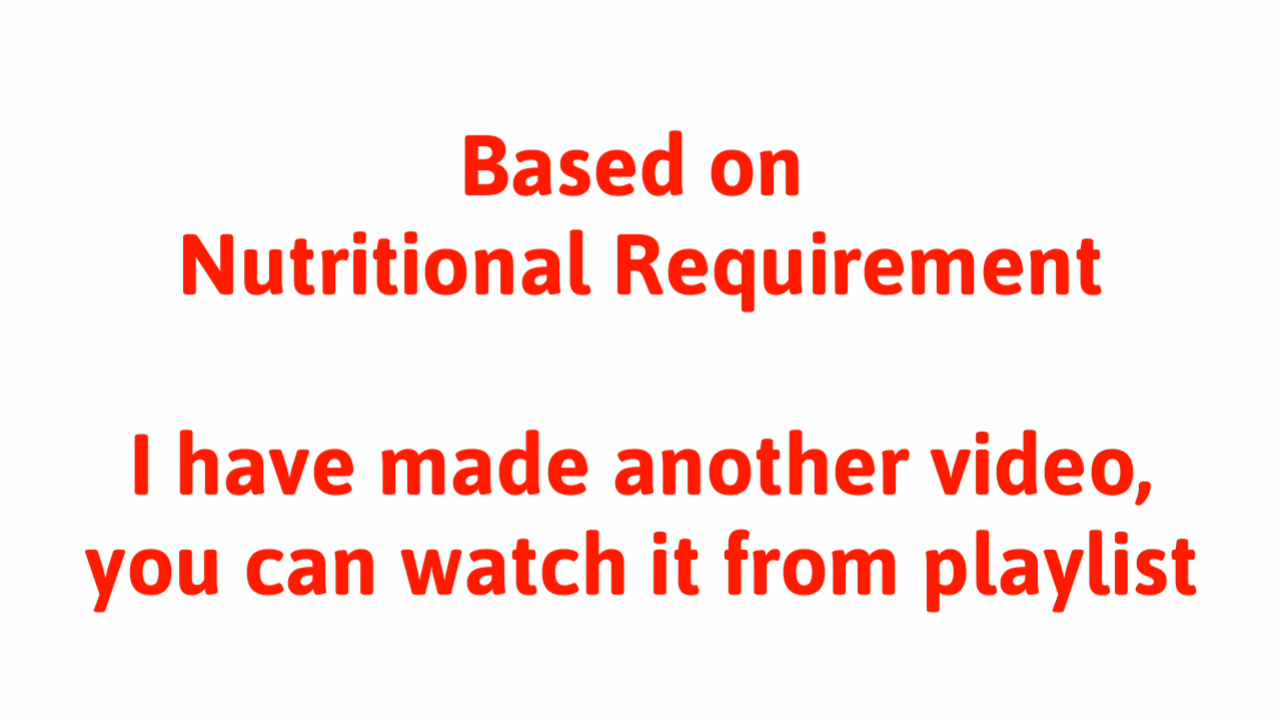 Based on
Nutritional Requirement
I have made another video,
you can watch it from playlist